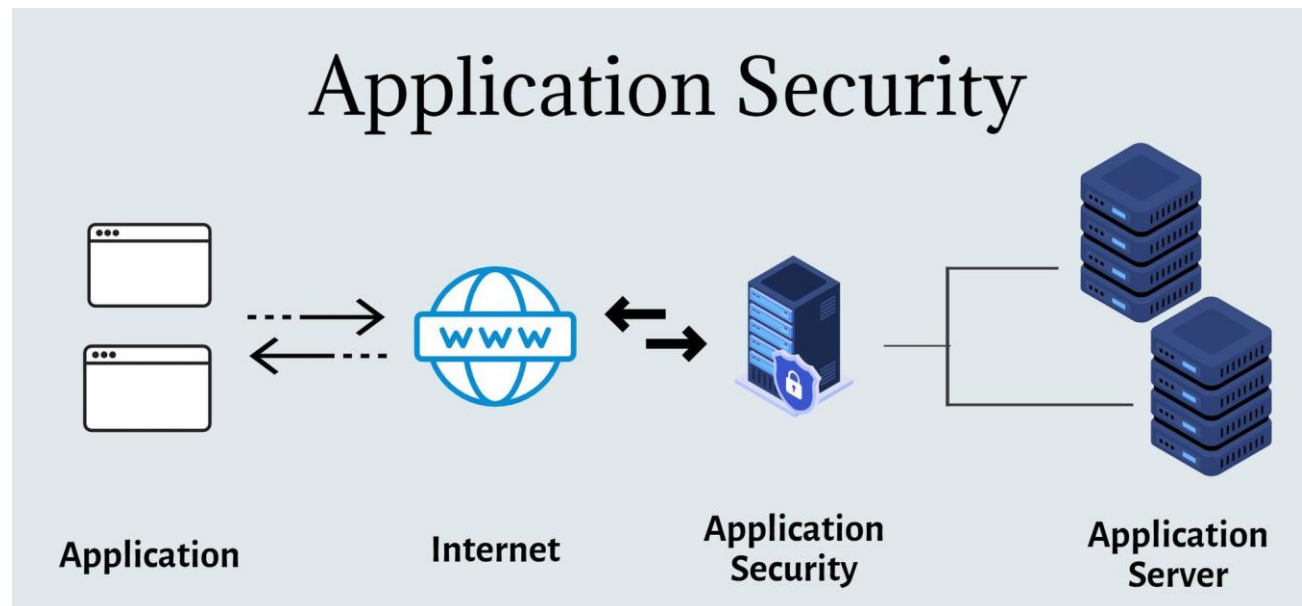 Application Security
WWW
Application
Internet
Application
Security
Application
Server